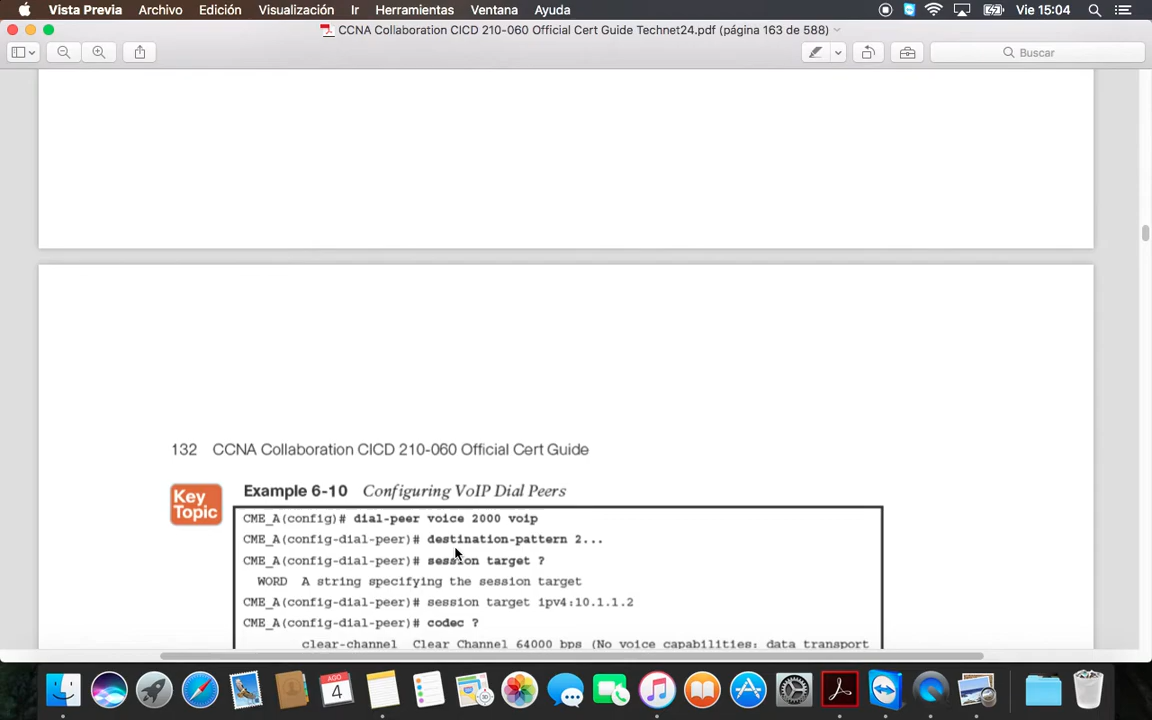 Vista Previa Archivo Edición Visualización Ir Herramientas Ventana Ayuda Vie 15:04
CCNA Collaboration CICD 210-060 Official Cert Guide Technet24.pdf (página 163 de 588)
Buscar
132 CCNA Collaboration CICD 210-060 Official Cert Guide
Key Topic
Example 6-10 Configuring VoIP Dial Peers
CME_A(config)# dial-peer voice 2000 voip
CME_A(config-dial-peer)# destination-pattern 2...
CME_A(config-dial-peer)# session target ?
WORD A string specifying the session target
CME_A(config-dial-peer)# session target ipv4:10.1.1.2
CME_A(config-dial-peer)# codec ?
clear-channel Clear Channel 64000 bps (No voice capabilities: data transport
AGO
4